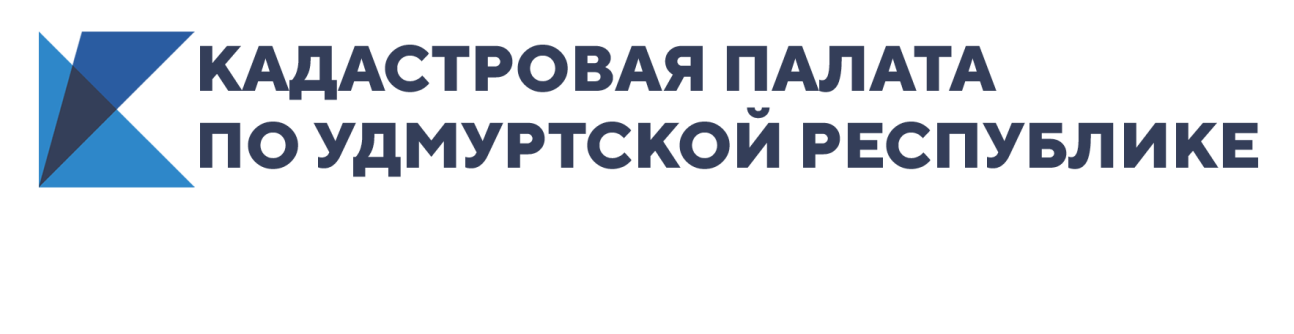 КАДАСТРОВАЯ ПАЛАТА
ПО УДМУРТСКОЙ РЕСПУБЛИКЕ